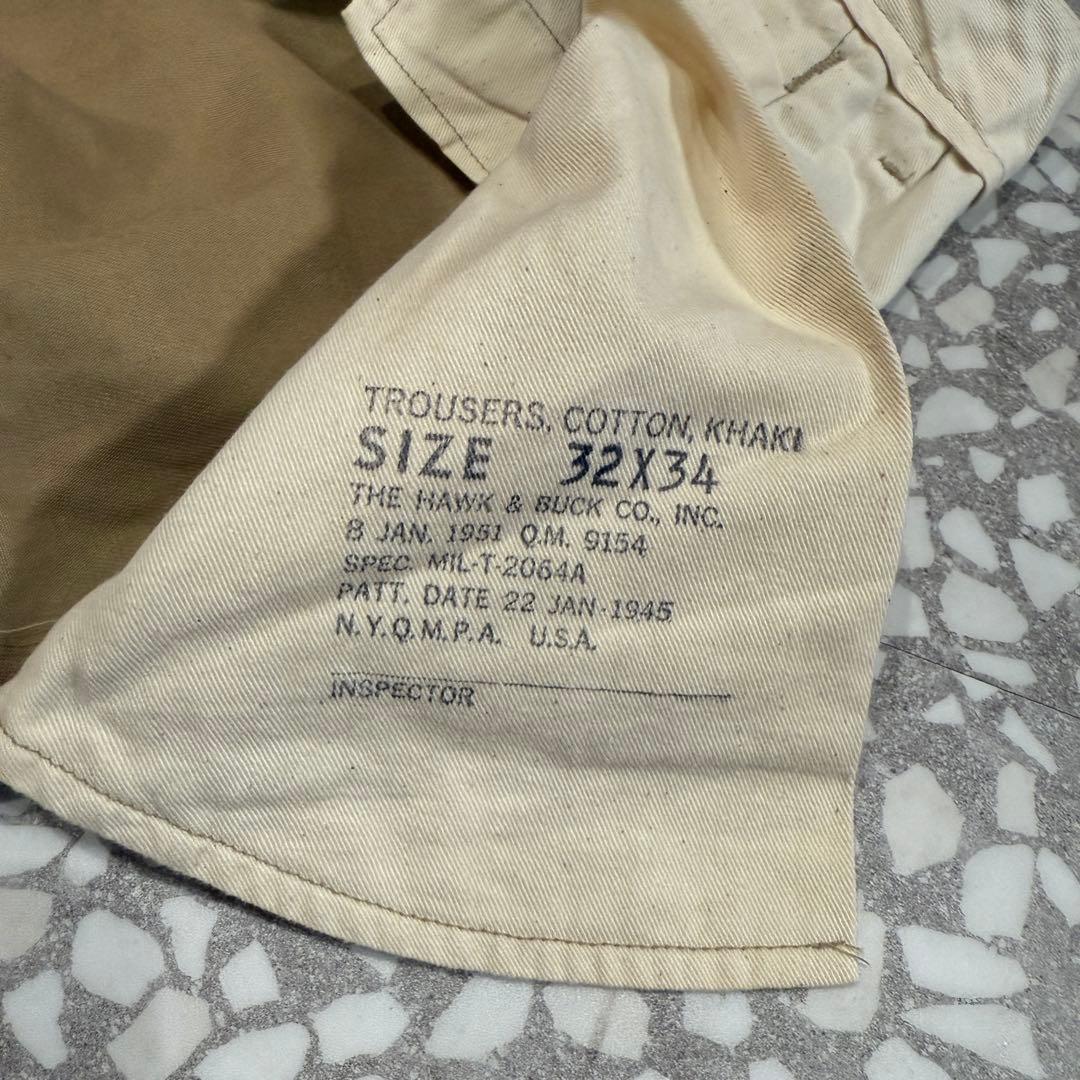 TROUSERS, COTTON, KHAKI
SIZE 32X34
THE HAWK & BUCK CO., INC.
8 JAN. 1951 Q.M. 9154
SPEC. MIL-T-2064A
PATT. DATE 22 JAN-1945
N.Y.Q.M.P.A. U.S.A.
INSPECTOR